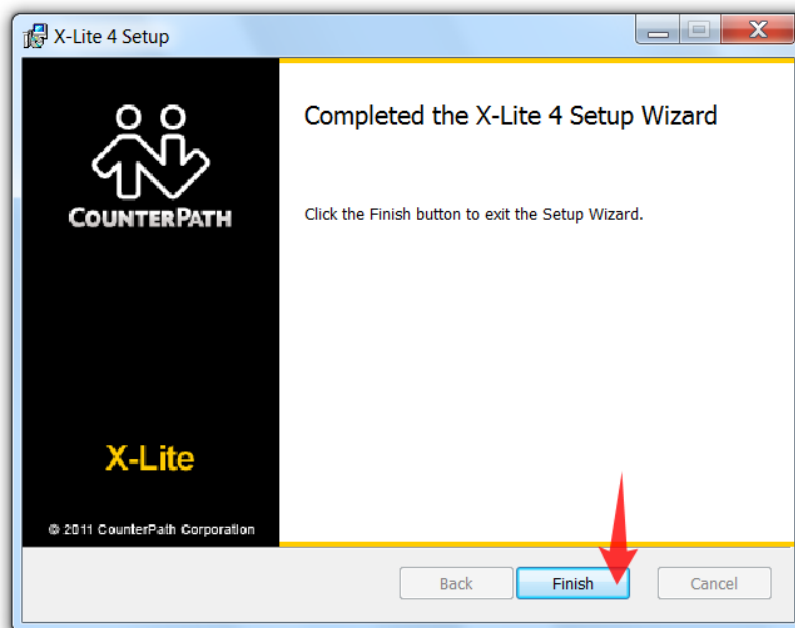 X-Lite 4 Setup
COUNTERPATH
X-Lite
© 2011 CounterPath Corporation
Completed the X-Lite 4 Setup Wizard
Click the Finish button to exit the Setup Wizard.
Back
Finish
Cancel